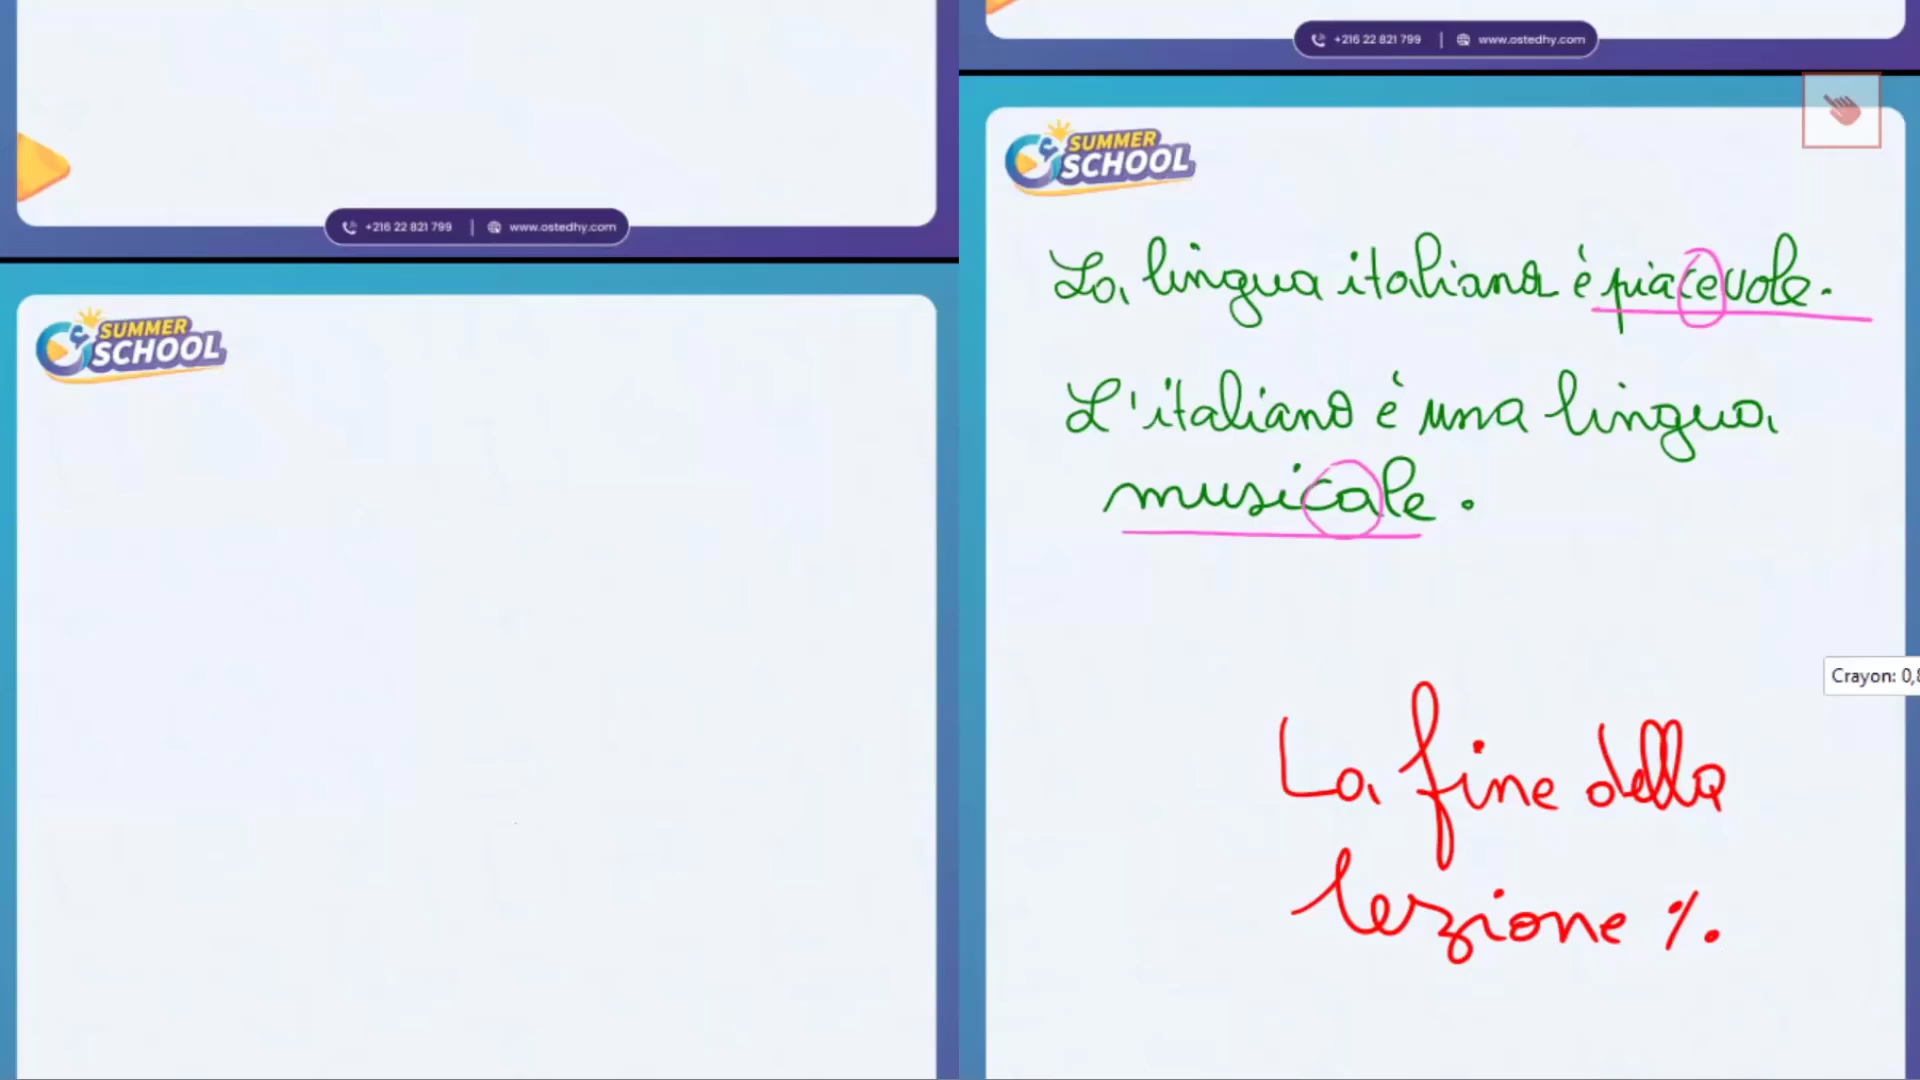 +216 22 821 799 | www.ostedhy.com
SUMMER
SCHOOL
+216 22 821 799 | www.ostedhy.com
SUMMER
SCHOOL
La lingua italiana è piacevole.
L'italiano è una lingua
musicale.
Crayon: 0,8
La fine della
lezione %.